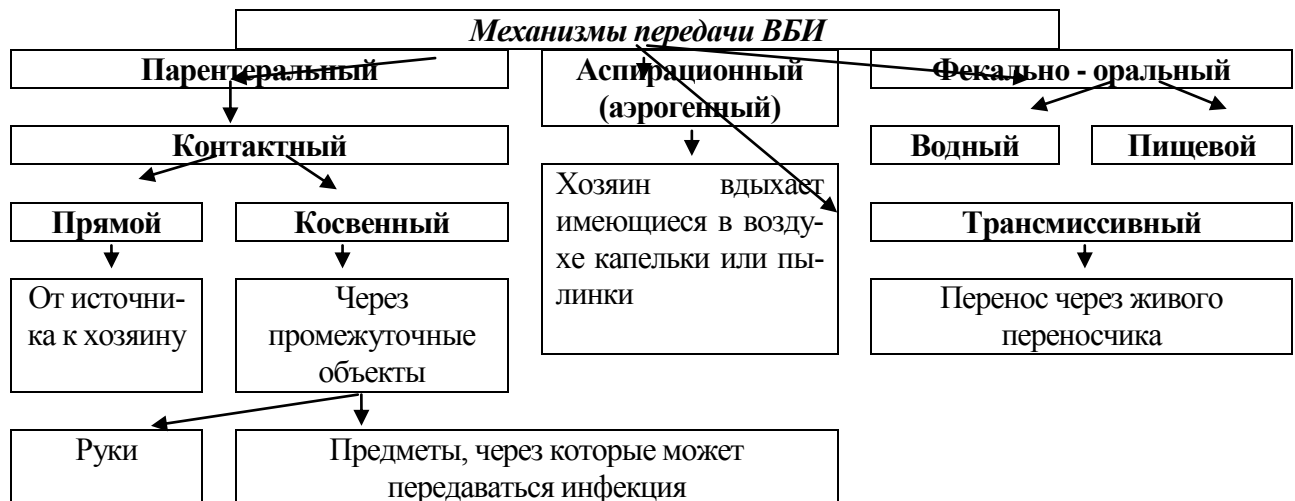 Механизмы передачи ВБИ
Парентеральный
Аспирационный
(аэрогенный)
Фекально - оральный
Контактный
Водный
Пищевой
Прямой
Косвенный
Хозяин вдыхает
имеющиеся в возду-
хе капельки или пы-
линки
Трансмиссивный
От источни-
ка к хозяину
Через
промежуточные
объекты
Перенос через живого
переносчика
Руки
Предметы, через которые может
передаваться инфекция